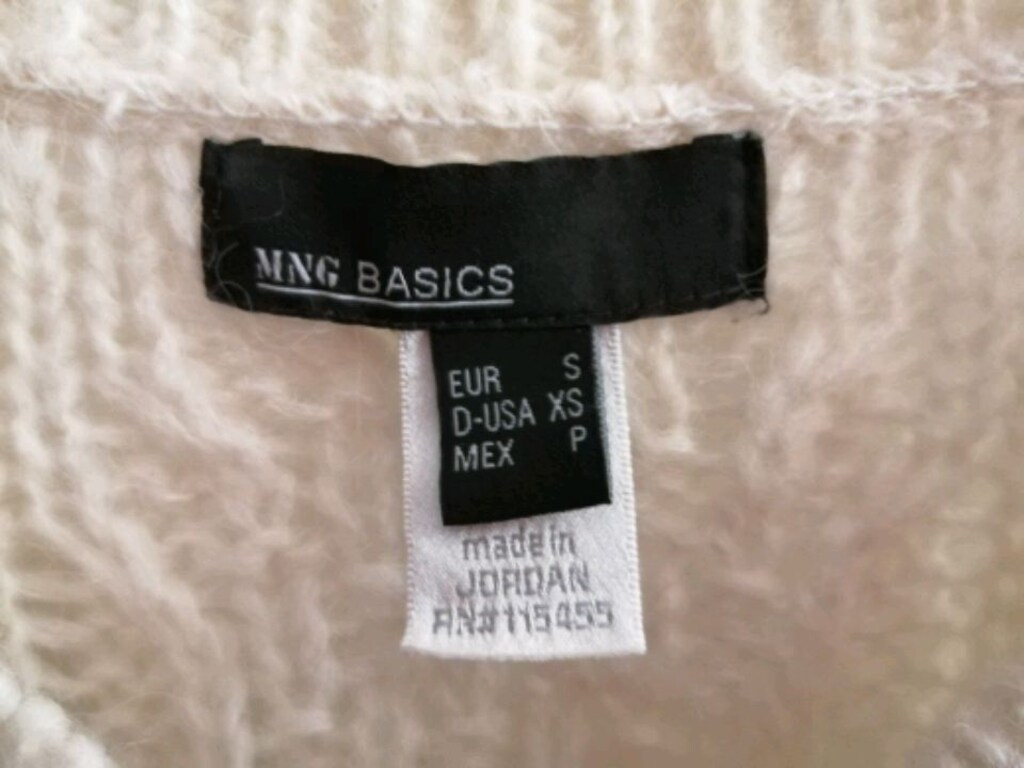 MNG BASICS
EUR S
D-USA XS
MEX P
made in
JORDAN
RN#115455